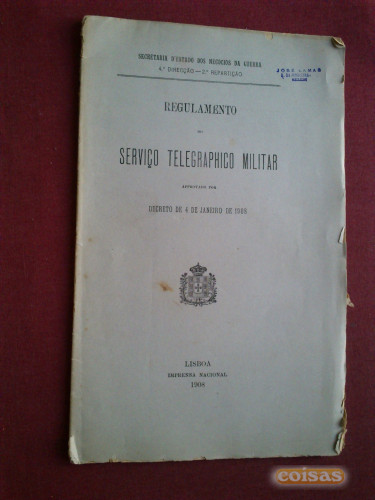 SECRETARIA D'ESTADO DOS NEGOCIOS DA GUERRA
4.ª DIRECÇÃO — 2.ª REPARTIÇÃO
JOSÉ
REGULAMENTO
DO
SERVIÇO TELEGRAPHICO MILITAR
APPROVADO POR
DECRETO DE 4 DE JANEIRO DE
LISBOA
IMPRENSA NACIONAL
1908
coisas